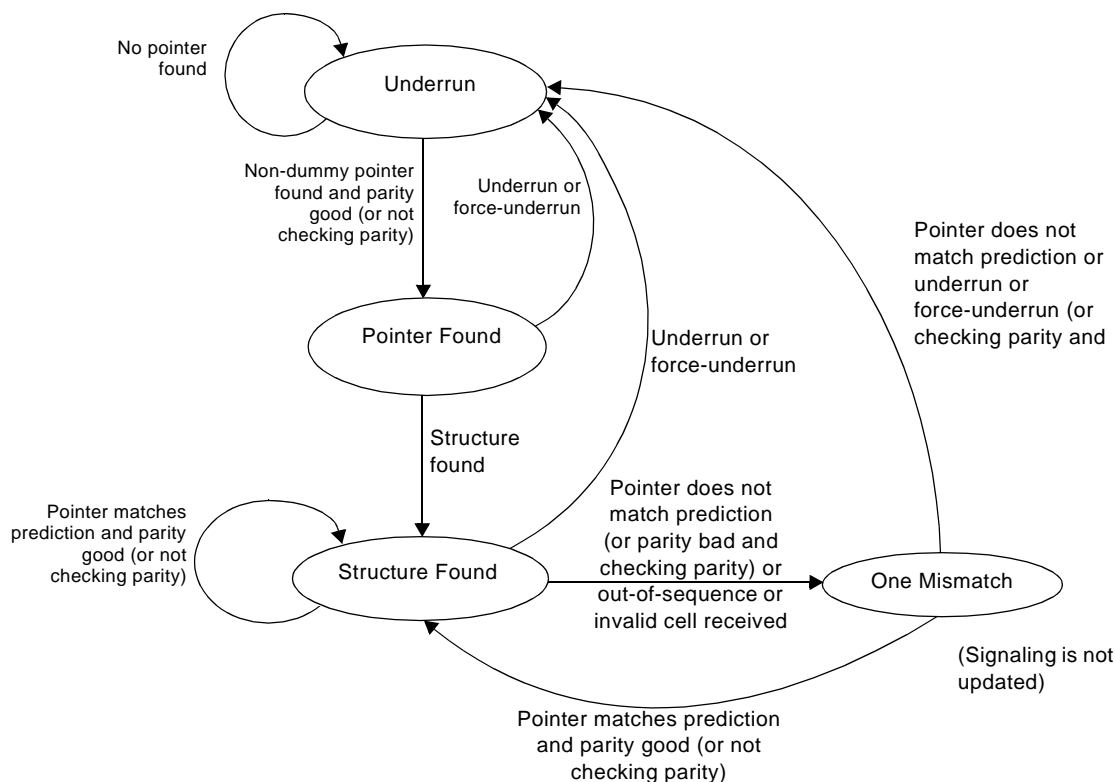 No pointer
found
Underrun
Non-dummy pointer
found and parity
good (or not
checking parity)
Underrun or
force-underrun
Pointer does not
match prediction or
underrun or
force-underrun (or
checking parity and
Pointer Found
Underrun or
force-underrun
Structure
found
Pointer matches
prediction and parity
good (or not
checking parity)
Structure Found
Pointer does not
match prediction
(or parity bad and
checking parity) or
out-of-sequence or
invalid cell received
One Mismatch
(Signaling is not
updated)
Pointer matches prediction
and parity good (or not
checking parity)